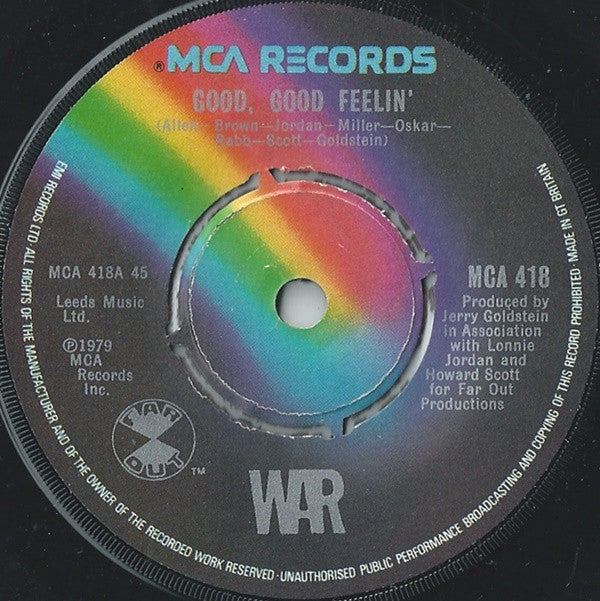 ® MCA RECORDS
GOOD, GOOD FEELIN'
(Allen—Brown—Jordan—Miller—Oskar—
Rabb—Scott—Goldstein)
MCA 418A 45
Leeds Music
Ltd.
℗1979
MCA
Records
Inc.
MCA 418
Produced by
Jerry Goldstein
in Association
with Lonnie
Jordan and
Howard Scott
for Far Out
Productions
FAR
OUT
™
WAR
EMI RECORDS LTD·ALL RIGHTS OF THE MANUFACTURER AND OF THE OWNER OF THE RECORDED WORK RESERVED·UNAUTHORISED PUBLIC PERFORMANCE BROADCASTING AND COPYING OF THIS RECORD PROHIBITED·MADE IN GT BRITAIN